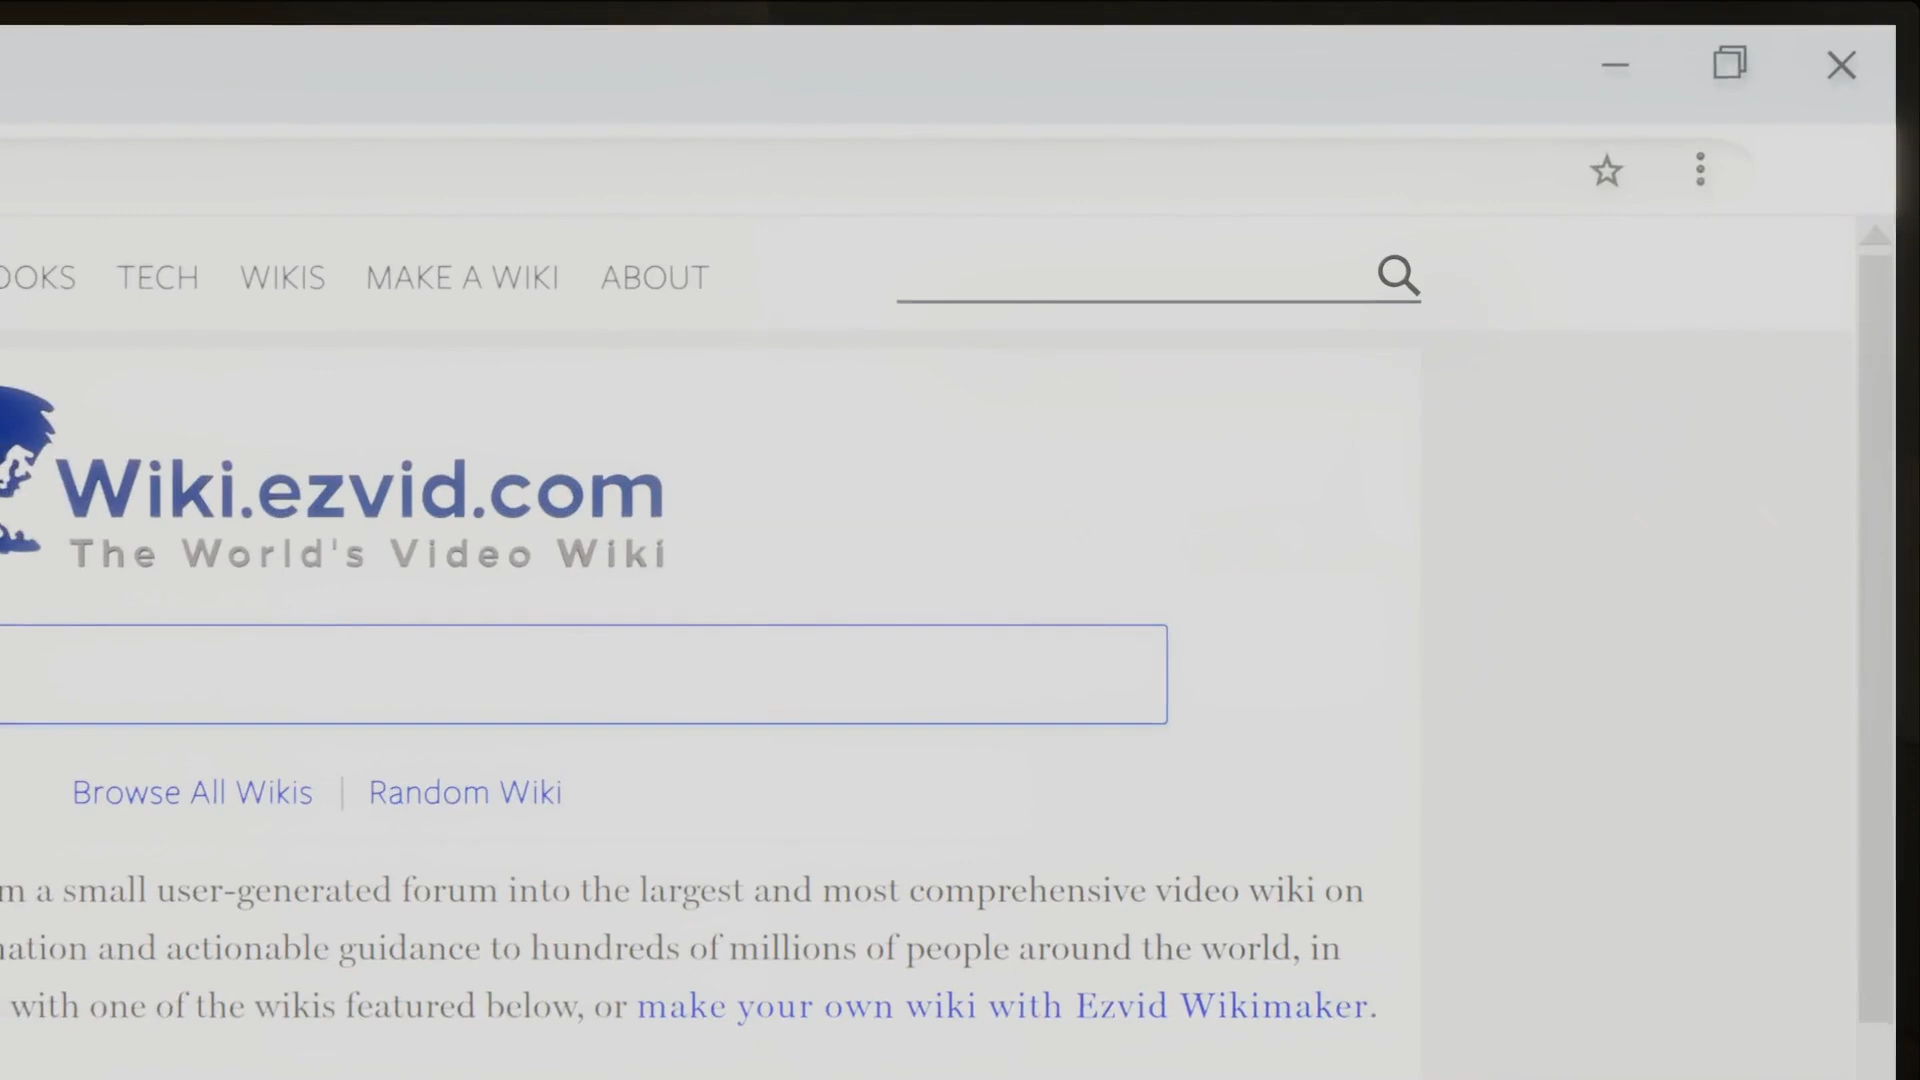 TECH WIKIS MAKE A WIKI ABOUT
Wiki.ezvid.com
The World's Video Wiki
Browse All Wikis | Random Wiki
a small user-generated forum into the largest and most comprehensive video wiki on
and actionable guidance to hundreds of millions of people around the world, in
with one of the wikis featured below, or make your own wiki with Ezvid Wikimaker.